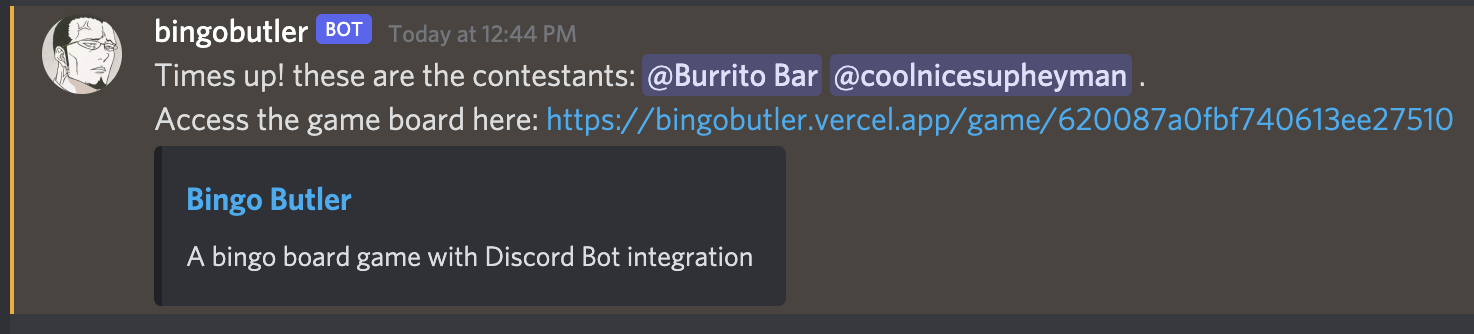 bingobutler BOT Today at 12:44 PM
Times up! these are the contestants: @Burrito Bar @coolnicesupheyman .
Access the game board here: https://bingobutler.vercel.app/game/620087a0fbf740613ee27510
Bingo Butler
A bingo board game with Discord Bot integration